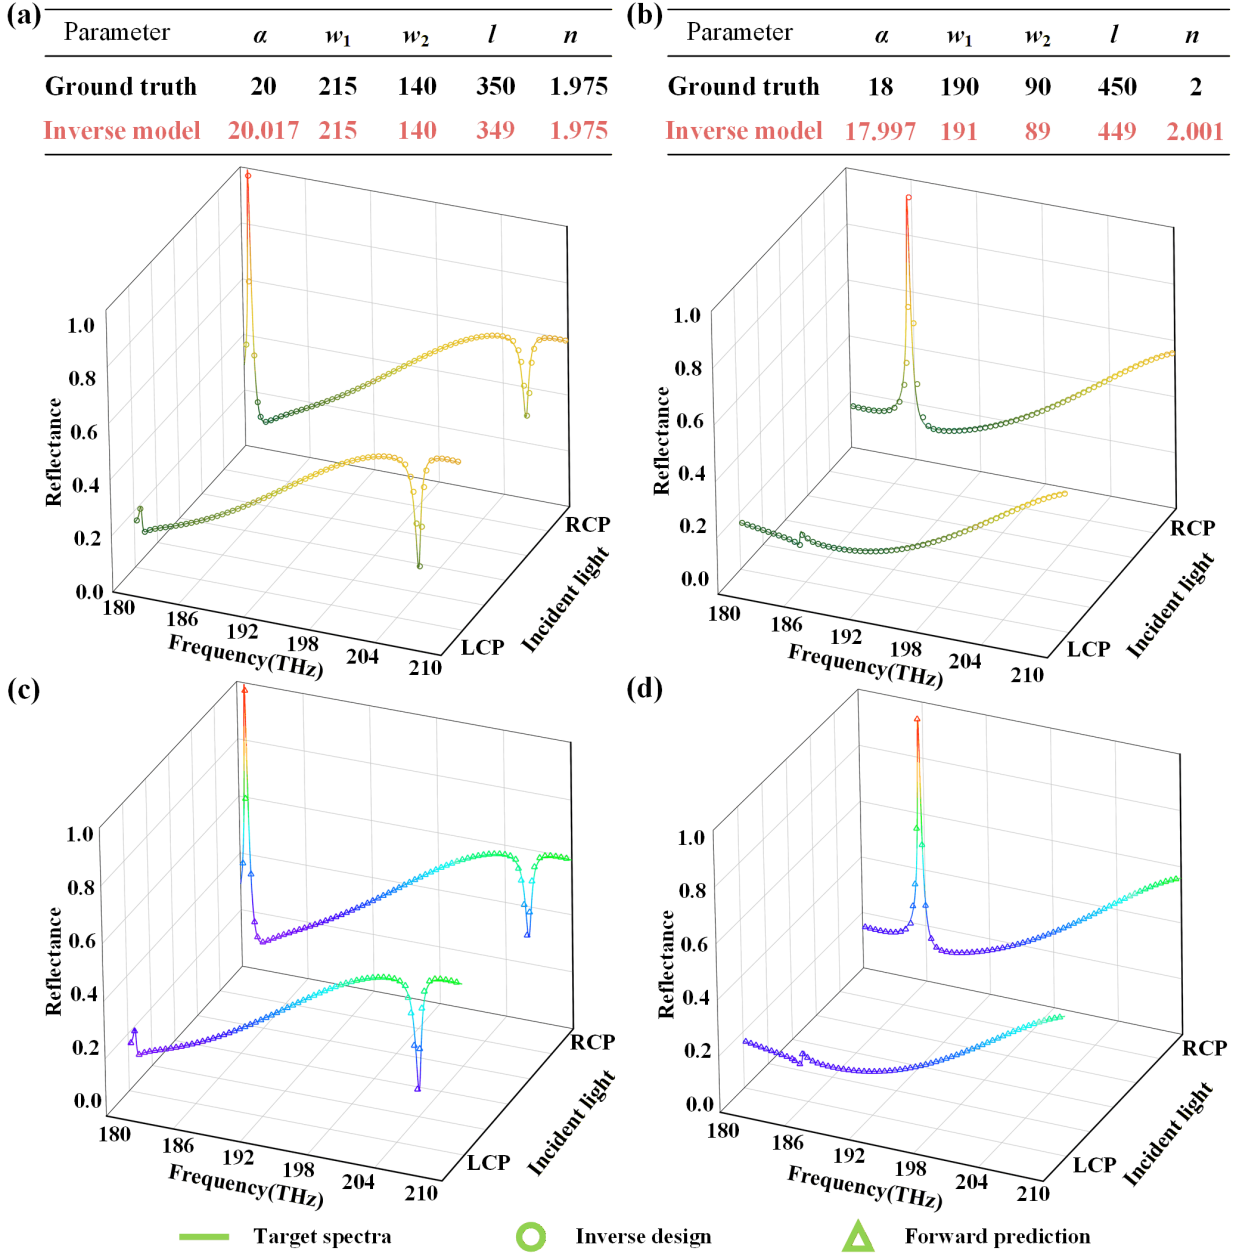 (a)
Parameter α w1 w2 l n
Ground truth 20 215 140 350 1.975
Inverse model 20.017 215 140 349 1.975
1.0
0.8
0.6
0.4
0.2
0.0
Reflectance
180
186
192
198
204
210
Frequency(THz)
LCP
RCP
Incident light
(b)
Parameter α w1 w2 l n
Ground truth 18 190 90 450 2
Inverse model 17.997 191 89 449 2.001
1.0
0.8
0.6
0.4
0.2
0.0
Reflectance
180
186
192
198
204
210
Frequency(THz)
LCP
RCP
Incident light
(c)
1.0
0.8
0.6
0.4
0.2
0.0
Reflectance
180
186
192
198
204
210
Frequency(THz)
LCP
RCP
Incident light
(d)
1.0
0.8
0.6
0.4
0.2
0.0
Reflectance
180
186
192
198
204
210
Frequency(THz)
LCP
RCP
Incident light
Target spectra Inverse design Forward prediction